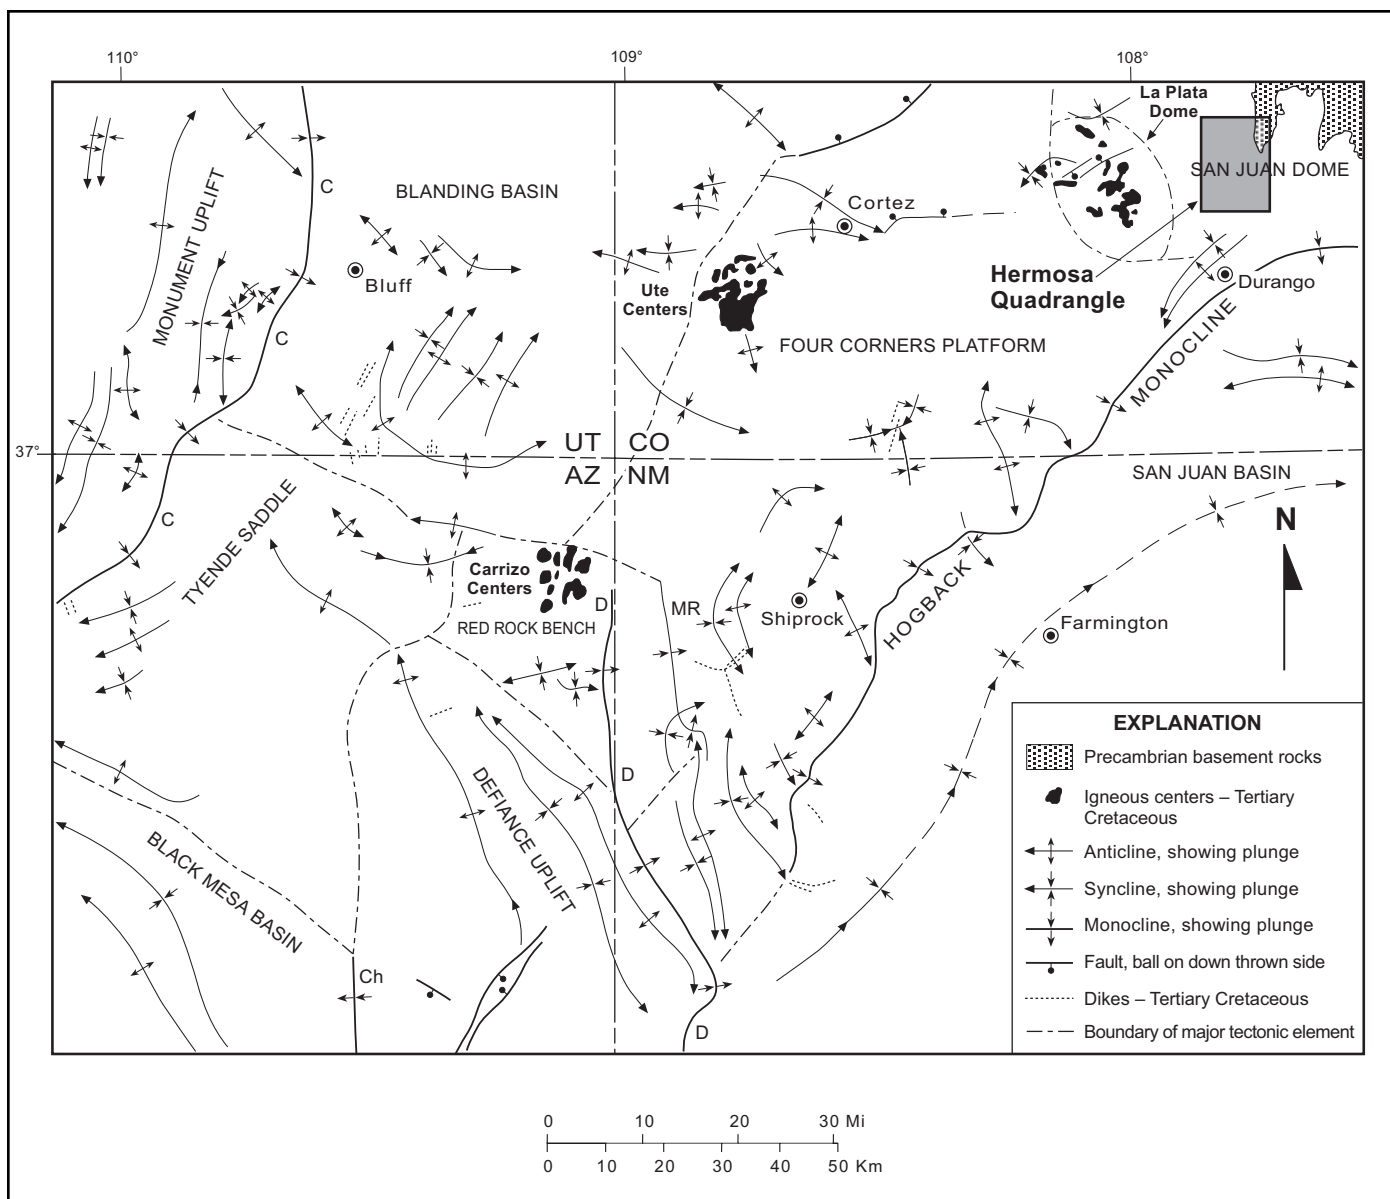 110°
109°
108°
La Plata
Dome
SAN JUAN DOME
C
BLANDING BASIN
MONUMENT UPLIFT
Cortez
Bluff
Ute
Centers
Hermosa
Quadrangle
Durango
C
FOUR CORNERS PLATFORM
MONOCLINE
37°
UT
CO
AZ
NM
SAN JUAN BASIN
C
TYENDE SADDLE
N
Carrizo
Centers
D
MR
Shiprock
HOGBACK
Farmington
RED ROCK BENCH
D
DEFIANCE UPLIFT
BLACK MESA BASIN
Ch
D
EXPLANATION
Precambrian basement rocks
Igneous centers – Tertiary
Cretaceous
Anticline, showing plunge
Syncline, showing plunge
Monocline, showing plunge
Fault, ball on down thrown side
Dikes – Tertiary Cretaceous
Boundary of major tectonic element
0 10 20 30 Mi
0 10 20 30 40 50 Km